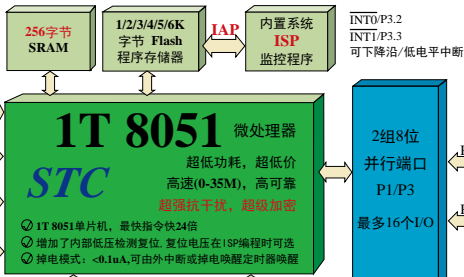 256字节
SRAM
1/2/3/4/5/6K
字节 Flash
程序存储器
IAP
内置系统
ISP
监控程序
INT0/P3.2
INT1/P3.3
可下降沿/低电平中断
1T 8051 微处理器
STC
超低功耗，超低价
高速(0-35M)，高可靠
超强抗干扰，超级加密
1T 8051单片机，最快指令快24倍
增加了内部低压检测复位,复位电压在ISP编程时可选
掉电模式：<0.1uA,可由外中断或掉电唤醒定时器唤醒
2组8位
并行端口
P1/P3
最多16个I/O